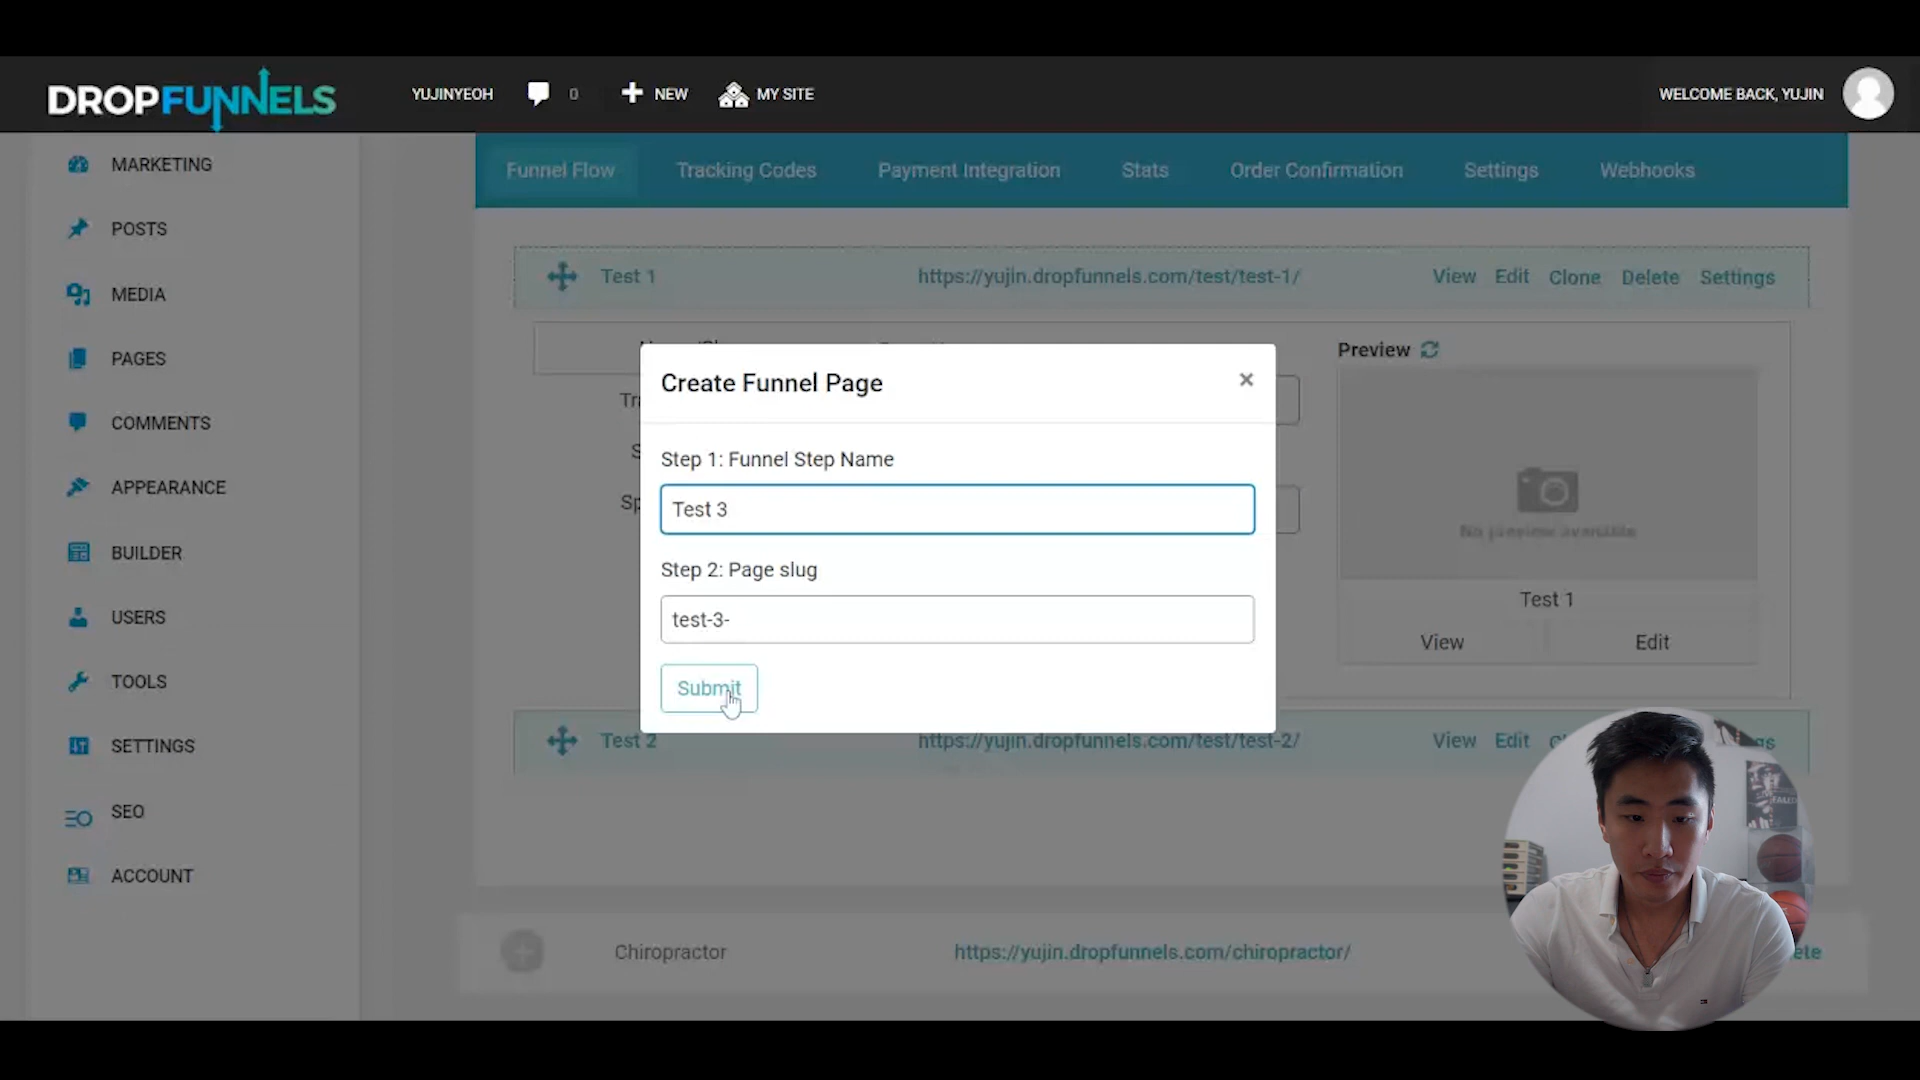 DROPFUNNELS
YUJINYEOH
0
NEW
MY SITE
WELCOME BACK, YUJIN
MARKETING
POSTS
MEDIA
PAGES
COMMENTS
APPEARANCE
BUILDER
USERS
TOOLS
SETTINGS
SEO
ACCOUNT
Funnel Flow
Tracking Codes
Payment Integration
Stats
Order Confirmation
Settings
Webhooks
Test 1
https://yujin.dropfunnels.com/test/test-1/
View Edit Clone Delete Settings
Preview
No preview available
Test 1
View
Edit
Create Funnel Page
×
Step 1: Funnel Step Name
Test 3
Step 2: Page slug
test-3-
Submit
Test 2
https://yujin.dropfunnels.com/test/test-2/
View Edit
Chiropractor
https://yujin.dropfunnels.com/chiropractor/